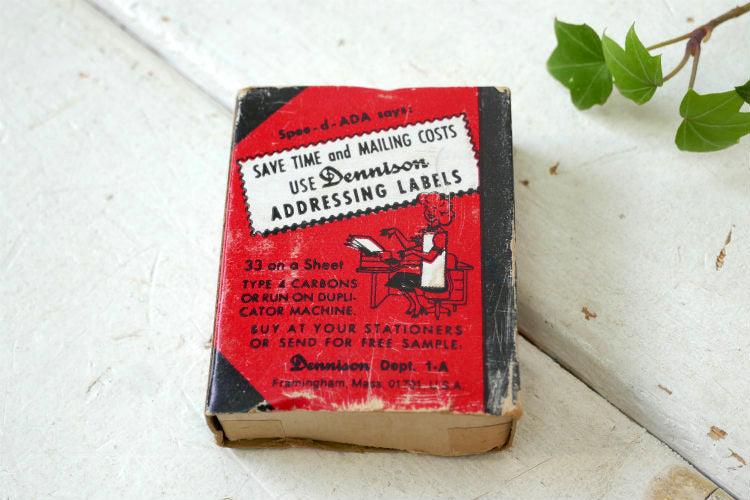 Spee-d-ADA says:
SAVE TIME and MAILING COSTS
USE Dennison
ADDRESSING LABELS
33 on a Sheet
TYPE 4 CARBONS
OR RUN ON DUPLI-
CATOR MACHINE.
BUY AT YOUR STATIONERS
OR SEND FOR FREE SAMPLE:
Dennison Dept. 1-A
Framingham, Mass. 01701, U.S.A.